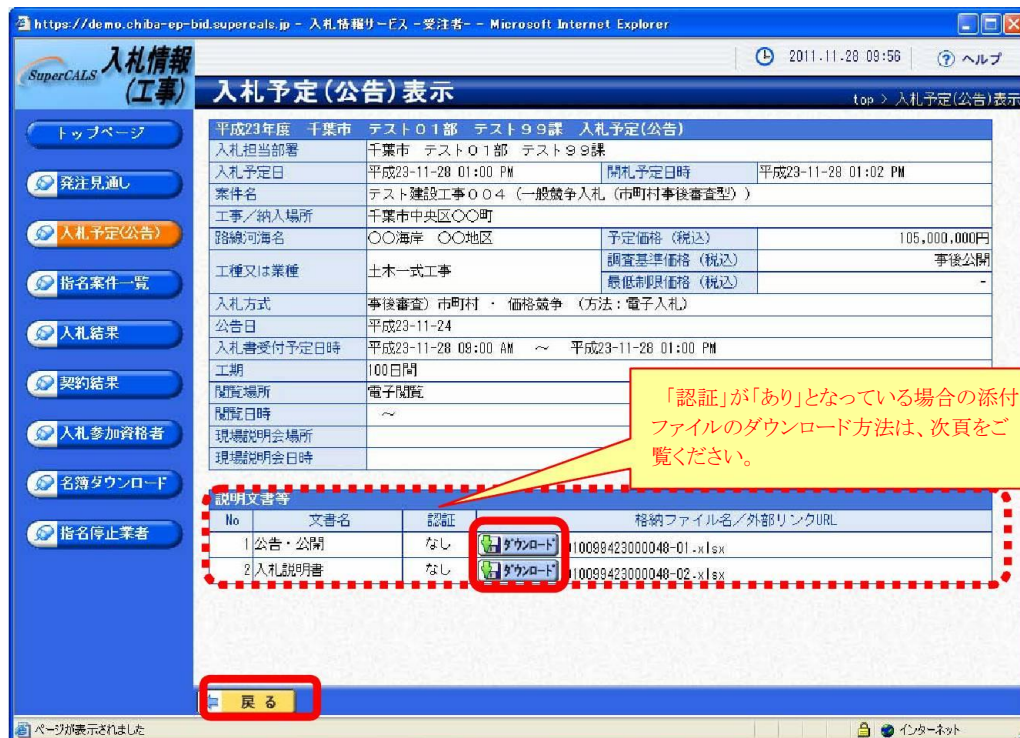 https://demo.chiba-ep-bid.supercals.jp - 入札情報サービス -受注者- - Microsoft Internet Explorer
SuperCALS 入札情報
(工事)
2011.11.28 09:56 ヘルプ
入札予定(公告)表示
top > 入札予定(公告)表示
トップページ
発注見通し
入札予定(公告)
指名案件一覧
入札結果
契約結果
入札参加資格者
名簿ダウンロード
指名停止業者
平成23年度 千葉市 テスト01部 テスト99課 入札予定(公告)
入札担当部署 千葉市 テスト01部 テスト99課
入札予定日 平成23-11-28 01:00 PM 開札予定日時 平成23-11-28 01:02 PM
案件名 テスト建設工事004(一般競争入札(市町村事後審査型))
工事/納入場所 千葉市中央区〇〇町
路線河海名 〇〇海岸 〇〇地区 予定価格(税込) 105,000,000円
工種又は業種 土木一式工事 調査基準価格(税込) 事後公開
最低制限価格(税込) -
入札方式 事後審査)市町村・価格競争 (方法:電子入札)
公告日 平成23-11-24
入札書受付予定日時 平成23-11-28 09:00 AM ~ 平成23-11-28 01:00 PM
工期 100日間
閲覧場所 電子閲覧
閲覧日時 ~
現場説明会場所
現場説明会日時
「認証」が「あり」となっている場合の添付
ファイルのダウンロード方法は、次頁をご
覧ください。
説明文書等
No 文書名 認証 格納ファイル名/外部リンクURL
1 公告・公開 なし ダウンロード 10099423000048-01.xlsx
2 入札説明書 なし ダウンロード 10099423000048-02.xlsx
戻る
ページが表示されました インターネット